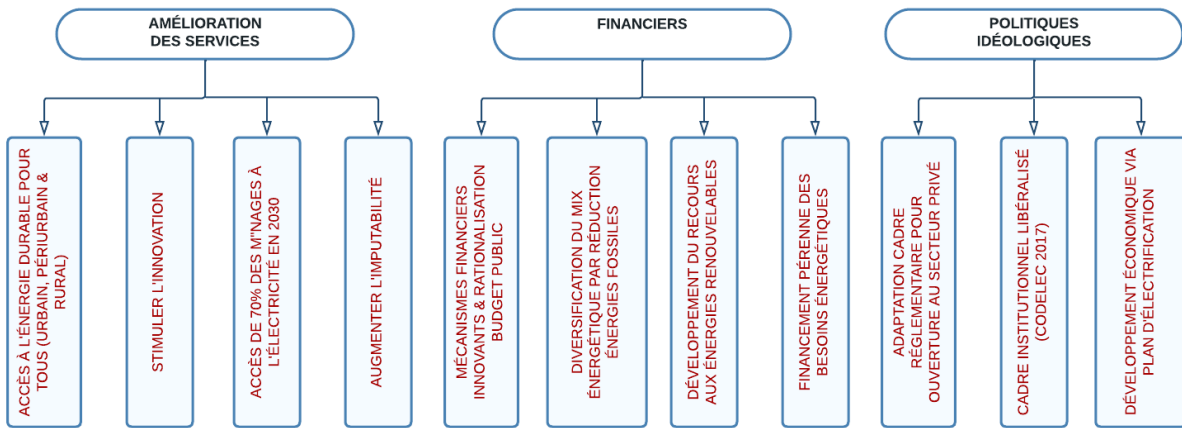 AMÉLIORATION
DES SERVICES
FINANCIERS
POLITIQUES
IDÉOLOGIQUES
ACCÈS À L'ÉNERGIE DURABLE POUR
TOUS (URBAIN, PÉRIURBAIN &
RURAL)
STIMULER L'INNOVATION
ACCÈS DE 70% DES M"NAGES À
L'ÉLECTRICITÉ EN 2030
AUGMENTER L'IMPUTABILITÉ
MÉCANISMES FINANCIERS
INNOVANTS & RATIONALISATION
BUDGET PUBLIC
DIVERSIFICATION DU MIX
ÉNERGÉTIQUE PAR RÉDUCTION
ÉNERGIES FOSSILES
DÉVELOPPEMENT DU RECOURS
AUX ÉNERGIES RENOUVELABLES
FINANCEMENT PÉRENNE DES
BESOINS ÉNERGÉTIQUES
ADAPTATION CADRE
RÉGLEMENTAIRE POUR
OUVERTURE AU SECTEUR PRIVÉ
CADRE INSTITUTIONNEL LIBÉRALISÉ
(CODELEC 2017)
DÉVELOPPEMENT ÉCONOMIQUE VIA
PLAN D'ÉLECTRIFICATION